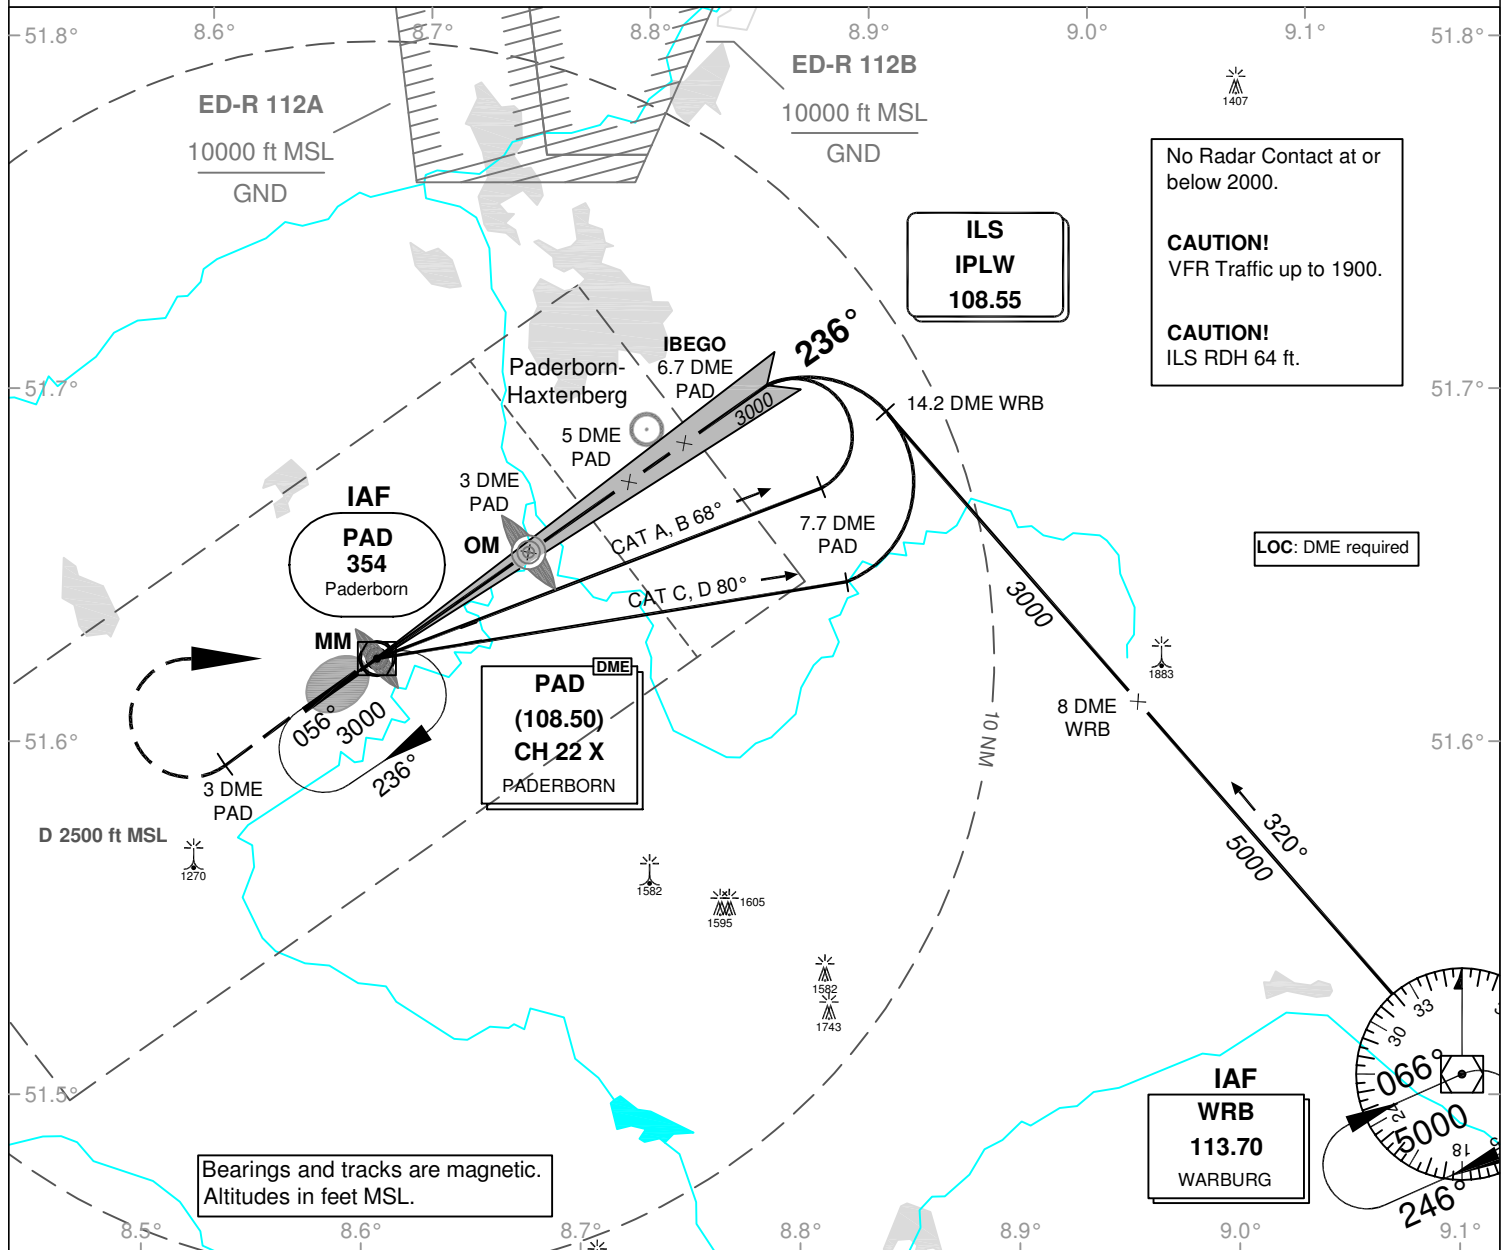 8.6°
8.7°
8.8°
8.9°
9.0°
9.1°
51.8°
51.8°
ED-R 112A
10000 ft MSL
GND
ED-R 112B
10000 ft MSL
GND
1407
No Radar Contact at or
below 2000.
CAUTION!
VFR Traffic up to 1900.
CAUTION!
ILS RDH 64 ft.
ILS
IPLW
108.55
236°
IBEGO
6.7 DME
PAD
Paderborn-
Haxtenberg
51.7°
51.7°
3000
14.2 DME WRB
5 DME
PAD
3 DME
PAD
IAF
PAD
354
Paderborn
OM
CAT A, B 68°
7.7 DME
PAD
LOC: DME required
CAT C, D 80°
3000
MM
1883
DME
PAD
(108.50)
CH 22 X
PADERBORN
8 DME
WRB
056°
3000
236°
10 NM
51.6°
51.6°
3 DME
PAD
D 2500 ft MSL
1270
320°
5000
1582
1605
1595
1582
1743
33
30
24
18
066°
5000
246°
51.5°
IAF
WRB
113.70
WARBURG
Bearings and tracks are magnetic.
Altitudes in feet MSL.
8.5°
8.6°
8.7°
8.8°
8.9°
9.0°
9.1°